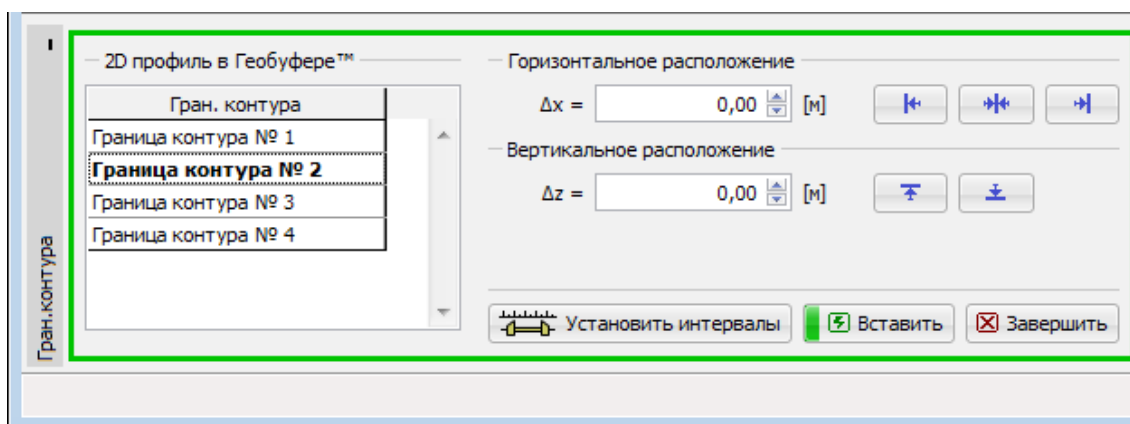 2D профиль в Геобуфере™
Гран. контура
Граница контура № 1
Граница контура № 2
Граница контура № 3
Граница контура № 4
Горизонтальное расположение
Δx = 0,00 [м]
Вертикальное расположение
Δz = 0,00 [м]
Установить интервалы
Вставить
Завершить
Гран.контура